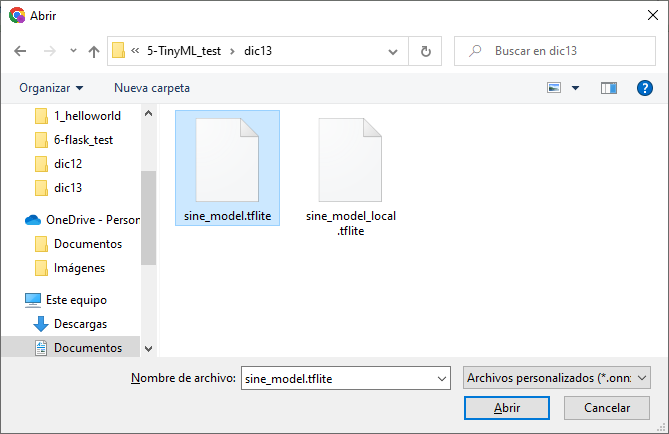 Abrir
« 5-TinyML_test › dic13
Buscar en dic13
Organizar
Nueva carpeta
1_helloworld
6-flask_test
dic12
dic13
OneDrive - Person
Documentos
Imágenes
Este equipo
Descargas
Documentos
sine_model.tflite
sine_model_local
.tflite
Nombre de archivo:
sine_model.tflite
Archivos personalizados (*.onn
Abrir
Cancelar